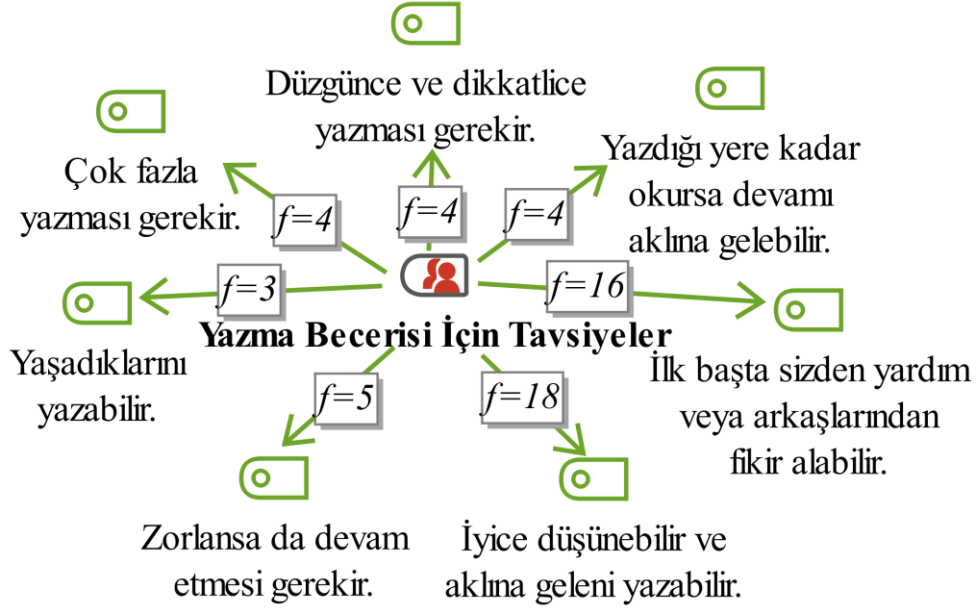 Düzgünce ve dikkatlice
yazması gerekir.
Çok fazla
yazması gerekir.
Yazdığı yere kadar
okursa devamı
aklına gelebilir.
f=4
f=4
f=4
f=3
f=16
Yazma Becerisi İçin Tavsiyeler
Yaşadıklarını
yazabilir.
İlk başta sizden yardım
veya arkaşlarından
fikir alabilir.
f=5
f=18
Zorlansa da devam
etmesi gerekir.
İyice düşünebilir ve
aklına geleni yazabilir.